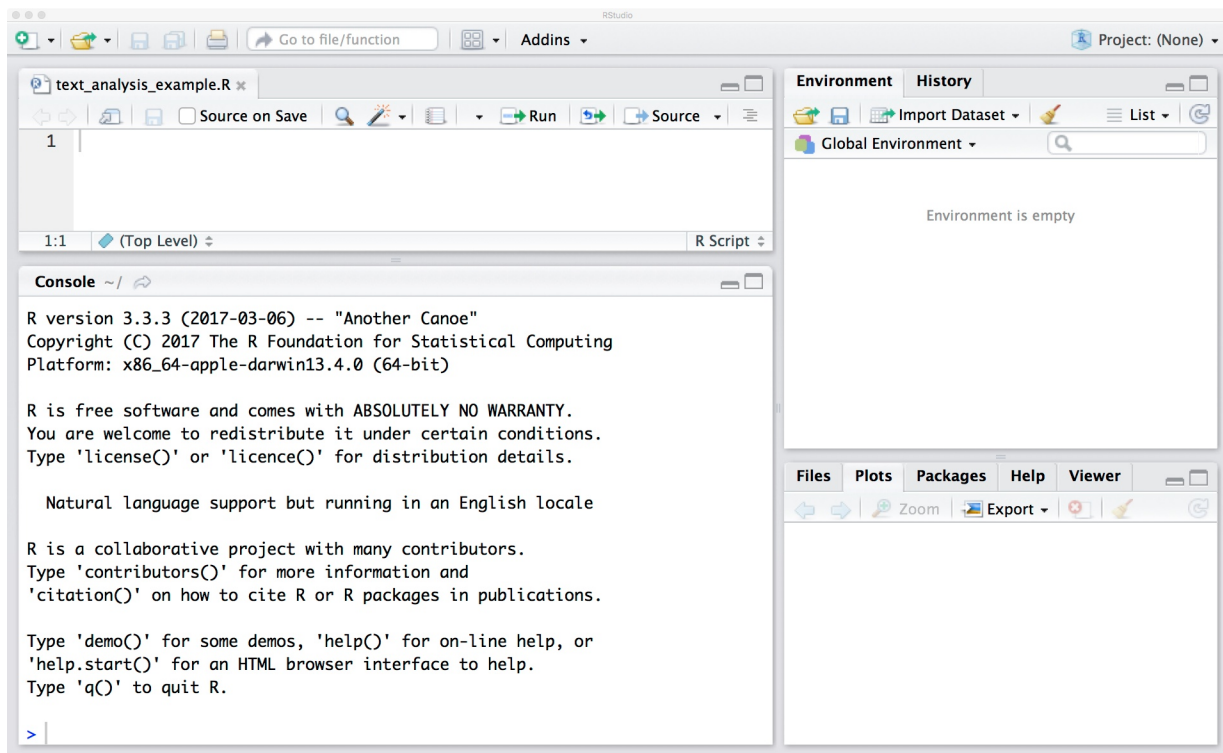 RStudio
Go to file/function
Addins
Project: (None)
text_analysis_example.R
Source on Save
Run
Source
1
1:1
(Top Level)
R Script
Console ~/
R version 3.3.3 (2017-03-06) -- "Another Canoe"
Copyright (C) 2017 The R Foundation for Statistical Computing
Platform: x86_64-apple-darwin13.4.0 (64-bit)
R is free software and comes with ABSOLUTELY NO WARRANTY.
You are welcome to redistribute it under certain conditions.
Type 'license()' or 'licence()' for distribution details.
Natural language support but running in an English locale
R is a collaborative project with many contributors.
Type 'contributors()' for more information and
'citation()' on how to cite R or R packages in publications.
Type 'demo()' for some demos, 'help()' for on-line help, or
'help.start()' for an HTML browser interface to help.
Type 'q()' to quit R.
>
Environment History
Import Dataset List
Global Environment
Environment is empty
Files Plots Packages Help Viewer
Zoom Export